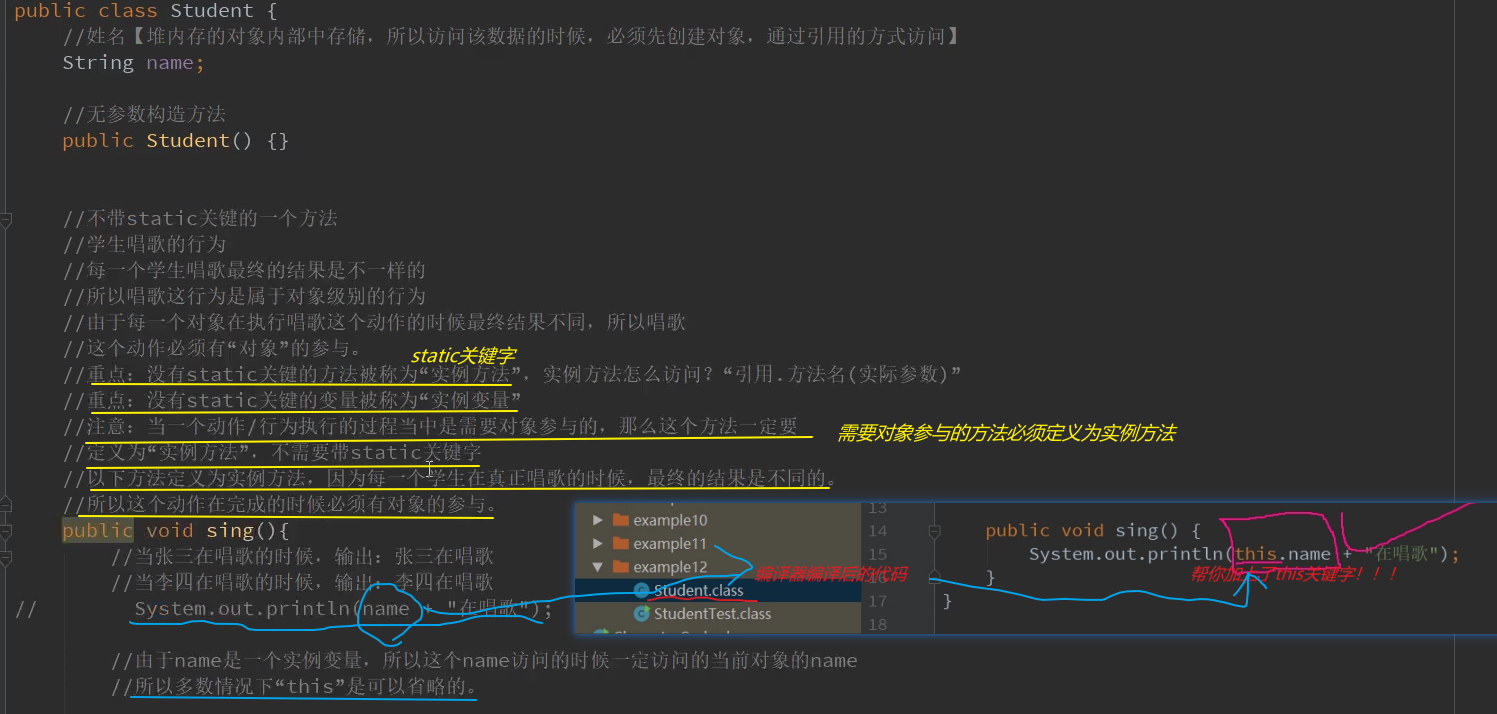 public class Student {
//姓名【堆内存的对象内部中存储，所以访问该数据的时候，必须先创建对象，通过引用的方式访问】
String name;
//无参数构造方法
public Student() {}
//不带static关键的一个方法
//学生唱歌的行为
//每一个学生唱歌最终的结果是不一样的
//所以唱歌这行为是属于对象级别的行为
//由于每一个对象在执行唱歌这个动作的时候最终结果不同，所以唱歌
//这个动作必须有“对象”的参与。
static关键字
//重点：没有static关键的方法被称为“实例方法”，实例方法怎么访问？“引用.方法名(实际参数)”
//重点：没有static关键的变量被称为“实例变量”
//注意：当一个动作/行为执行的过程当中是需要对象参与的，那么这个方法一定要
需要对象参与的方法必须定义为实例方法
//定义为“实例方法”，不需要带static关键字
//以下方法定义为实例方法，因为每一个学生在真正唱歌的时候，最终的结果是不同的。
//所以这个动作在完成的时候必须有对象的参与。
public void sing(){
//当张三在唱歌的时候，输出：张三在唱歌
//当李四在唱歌的时候，输出：李四在唱歌
// System.out.println(name + "在唱歌");
//由于name是一个实例变量，所以这个name访问的时候一定访问的当前对象的name
//所以多数情况下“this”是可以省略的。
example10
example11
example12
编译器编译后的代码
Student.class
StudentTest.class
13
14 public void sing() {
15 System.out.println(this.name + "在唱歌");
帮你加上了this关键字！！！
}
17 }
18